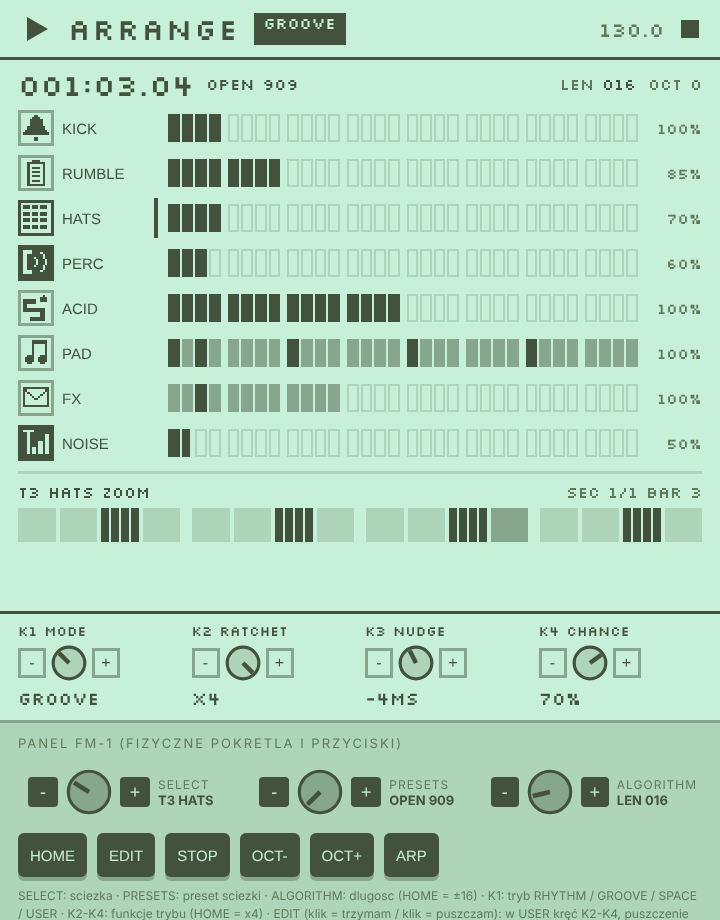 ARRANGE GROOVE 130.0
001:03.04 OPEN 909 LEN 016 OCT 0
KICK 100%
RUMBLE 85%
HATS 70%
PERC 60%
ACID 100%
PAD 100%
FX 100%
NOISE 50%
T3 HATS ZOOM SEC 1/1 BAR 3
K1 MODE K2 RATCHET K3 NUDGE K4 CHANCE
- + - + - + - +
GROOVE X4 -4MS 70%
PANEL FM-1 (FIZYCZNE POKRETLA I PRZYCISKI)
- + SELECT - + PRESETS - + ALGORITHM
T3 HATS OPEN 909 LEN 016
HOME EDIT STOP OCT- OCT+ ARP
SELECT: sciezka · PRESETS: preset sciezki · ALGORITHM: dlugosc (HOME = ±16) · K1: tryb RHYTHM / GROOVE / SPACE
/ USER · K2-K4: funkcje trybu (HOME = x4) · EDIT (klik = trzymam / klik = puszczam): w USER kręć K2-K4, puszczenie